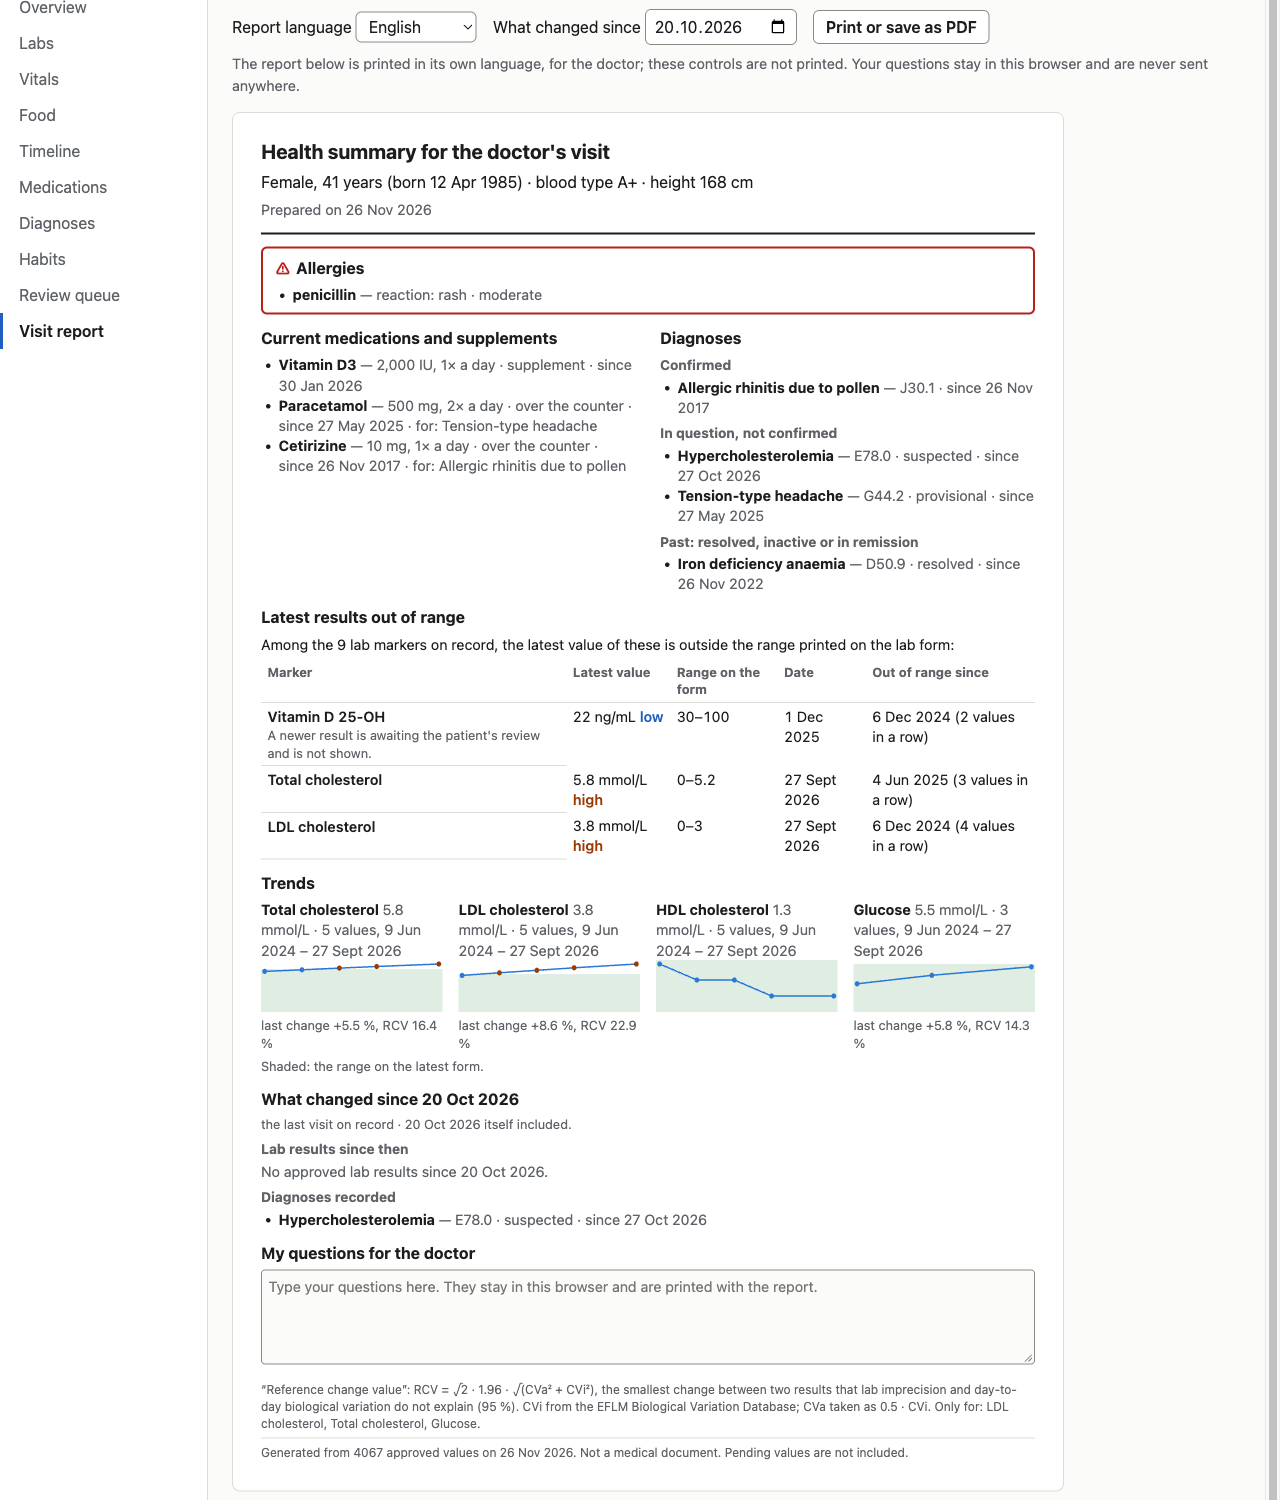 Overview
Labs
Vitals
Food
Timeline
Medications
Diagnoses
Habits
Review queue
Visit report
Report language English What changed since 20.10.2026 Print or save as PDF
The report below is printed in its own language, for the doctor; these controls are not printed. Your questions stay in this browser and are never sent
anywhere.
Health summary for the doctor's visit
Female, 41 years (born 12 Apr 1985) · blood type A+ · height 168 cm
Prepared on 26 Nov 2026
Allergies
• penicillin — reaction: rash · moderate
Current medications and supplements
• Vitamin D3 — 2,000 IU, 1× a day · supplement · since
30 Jan 2026
• Paracetamol — 500 mg, 2× a day · over the counter ·
since 27 May 2025 · for: Tension-type headache
• Cetirizine — 10 mg, 1× a day · over the counter ·
since 26 Nov 2017 · for: Allergic rhinitis due to pollen
Diagnoses
Confirmed
• Allergic rhinitis due to pollen — J30.1 · since 26 Nov
2017
In question, not confirmed
• Hypercholesterolemia — E78.0 · suspected · since
27 Oct 2026
• Tension-type headache — G44.2 · provisional · since
27 May 2025
Past: resolved, inactive or in remission
• Iron deficiency anaemia — D50.9 · resolved · since
26 Nov 2022
Latest results out of range
Among the 9 lab markers on record, the latest value of these is outside the range printed on the lab form:
Marker Latest value Range on the form Date Out of range since
Vitamin D 25-OH 22 ng/mL low 30–100 1 Dec 2025 6 Dec 2024 (2 values in a row)
A newer result is awaiting the patient's review
and is not shown.
Total cholesterol 5.8 mmol/L high 0–5.2 27 Sept 2026 4 Jun 2025 (3 values in a row)
LDL cholesterol 3.8 mmol/L high 0–3 27 Sept 2026 6 Dec 2024 (4 values in a row)
Trends
Total cholesterol 5.8
mmol/L · 5 values, 9 Jun
2024 – 27 Sept 2026
last change +5.5 %, RCV 16.4
%
LDL cholesterol 3.8
mmol/L · 5 values, 9 Jun
2024 – 27 Sept 2026
last change +8.6 %, RCV 22.9
%
HDL cholesterol 1.3
mmol/L · 5 values, 9 Jun
2024 – 27 Sept 2026
Glucose 5.5 mmol/L · 3
values, 9 Jun 2024 – 27
Sept 2026
last change +5.8 %, RCV 14.3
%
Shaded: the range on the latest form.
What changed since 20 Oct 2026
the last visit on record · 20 Oct 2026 itself included.
Lab results since then
No approved lab results since 20 Oct 2026.
Diagnoses recorded
• Hypercholesterolemia — E78.0 · suspected · since 27 Oct 2026
My questions for the doctor
Type your questions here. They stay in this browser and are printed with the report.
"Reference change value": RCV = √2 · 1.96 · √(CVa² + CVi²), the smallest change between two results that lab imprecision and day-to-
day biological variation do not explain (95 %). CVi from the EFLM Biological Variation Database; CVa taken as 0.5 · CVi. Only for: LDL
cholesterol, Total cholesterol, Glucose.
Generated from 4067 approved values on 26 Nov 2026. Not a medical document. Pending values are not included.